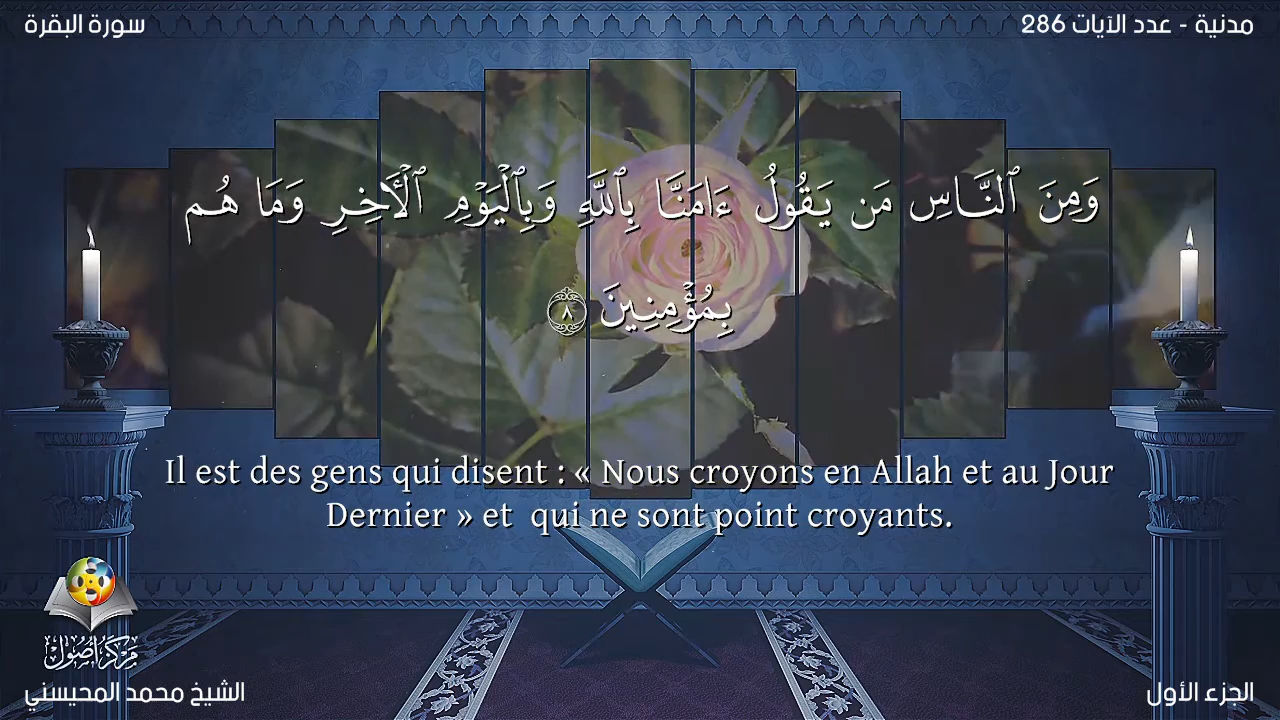 سورة البقرة
مدنية - عدد الآيات 286
وَمِنَ ٱلنَّاسِ مَن يَقُولُ ءَامَنَّا بِٱللَّهِ وَبِٱلْيَوْمِ ٱلْأَخِرِ وَمَا هُم
بِمُؤْمِنِينَ ٨
Il est des gens qui disent : « Nous croyons en Allah et au Jour
Dernier » et  qui ne sont point croyants.
مركز أصول
الشيخ محمد المحيسني
الجزء الأول